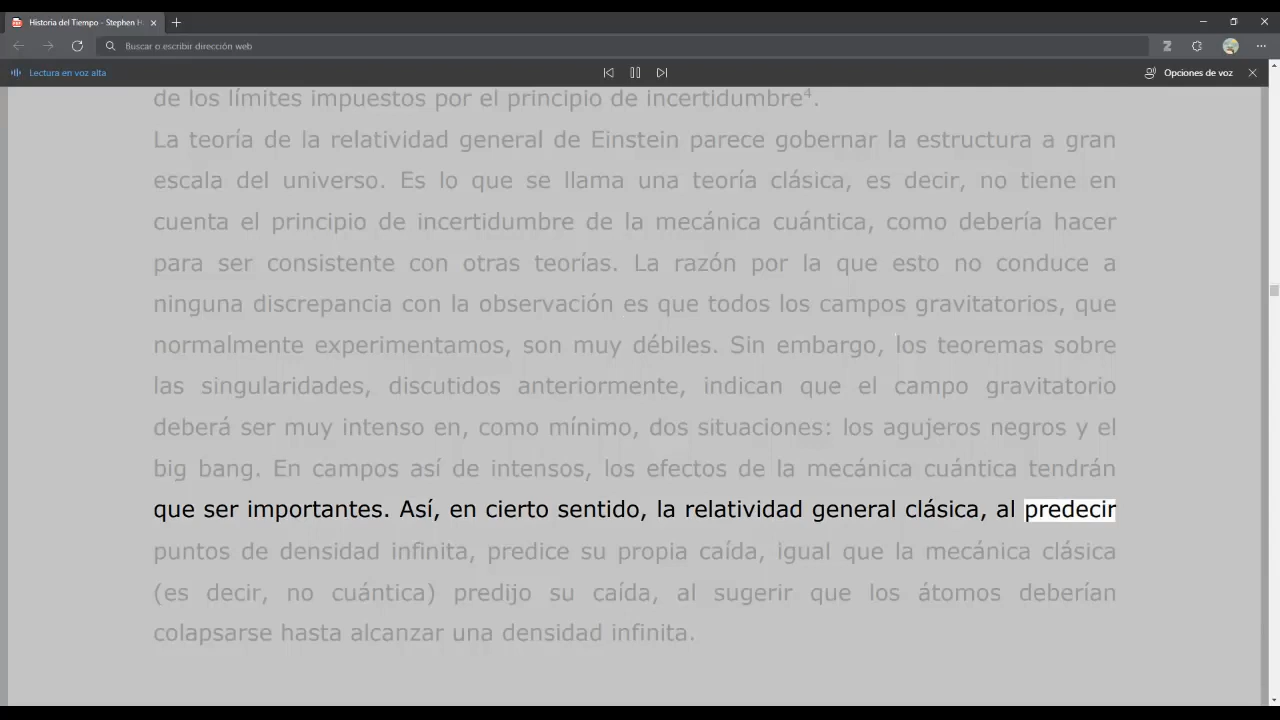 Historia del Tiempo - Stephen H
Buscar o escribir dirección web
Lectura en voz alta
Opciones de voz
de los límites impuestos por el principio de incertidumbre⁴.
La teoría de la relatividad general de Einstein parece gobernar la estructura a gran
escala del universo. Es lo que se llama una teoría clásica, es decir, no tiene en
cuenta el principio de incertidumbre de la mecánica cuántica, como debería hacer
para ser consistente con otras teorías. La razón por la que esto no conduce a
ninguna discrepancia con la observación es que todos los campos gravitatorios, que
normalmente experimentamos, son muy débiles. Sin embargo, los teoremas sobre
las singularidades, discutidos anteriormente, indican que el campo gravitatorio
deberá ser muy intenso en, como mínimo, dos situaciones: los agujeros negros y el
big bang. En campos así de intensos, los efectos de la mecánica cuántica tendrán
que ser importantes. Así, en cierto sentido, la relatividad general clásica, al predecir
puntos de densidad infinita, predice su propia caída, igual que la mecánica clásica
(es decir, no cuántica) predijo su caída, al sugerir que los átomos deberían
colapsarse hasta alcanzar una densidad infinita.